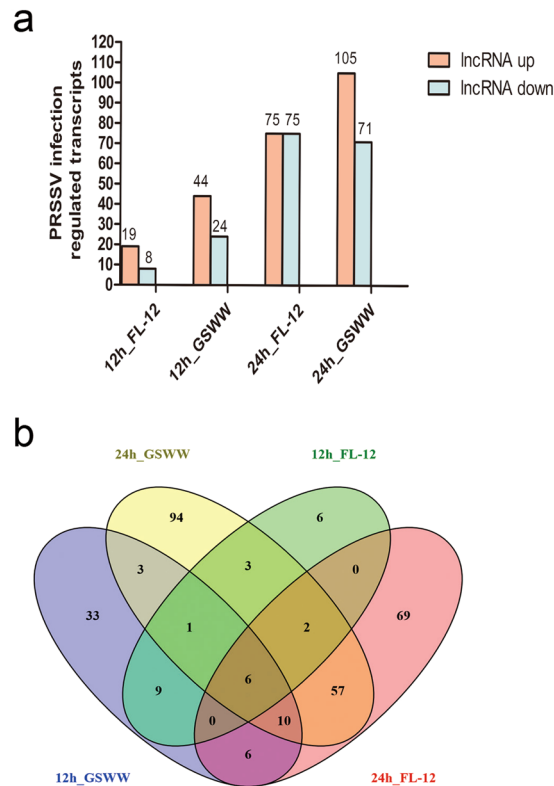 a
PRSSV infection
regulated transcripts
120
110
100
90
80
70
60
50
40
30
20
10
0
19
8
44
24
75
75
105
71
lncRNA up
lncRNA down
12h_FL-12
12h_GSWW
24h_FL-12
24h_GSWW
b
24h_GSWW
12h_FL-12
94
6
3
3
0
33
1
2
69
9
6
57
0
10
6
12h_GSWW
24h_FL-12